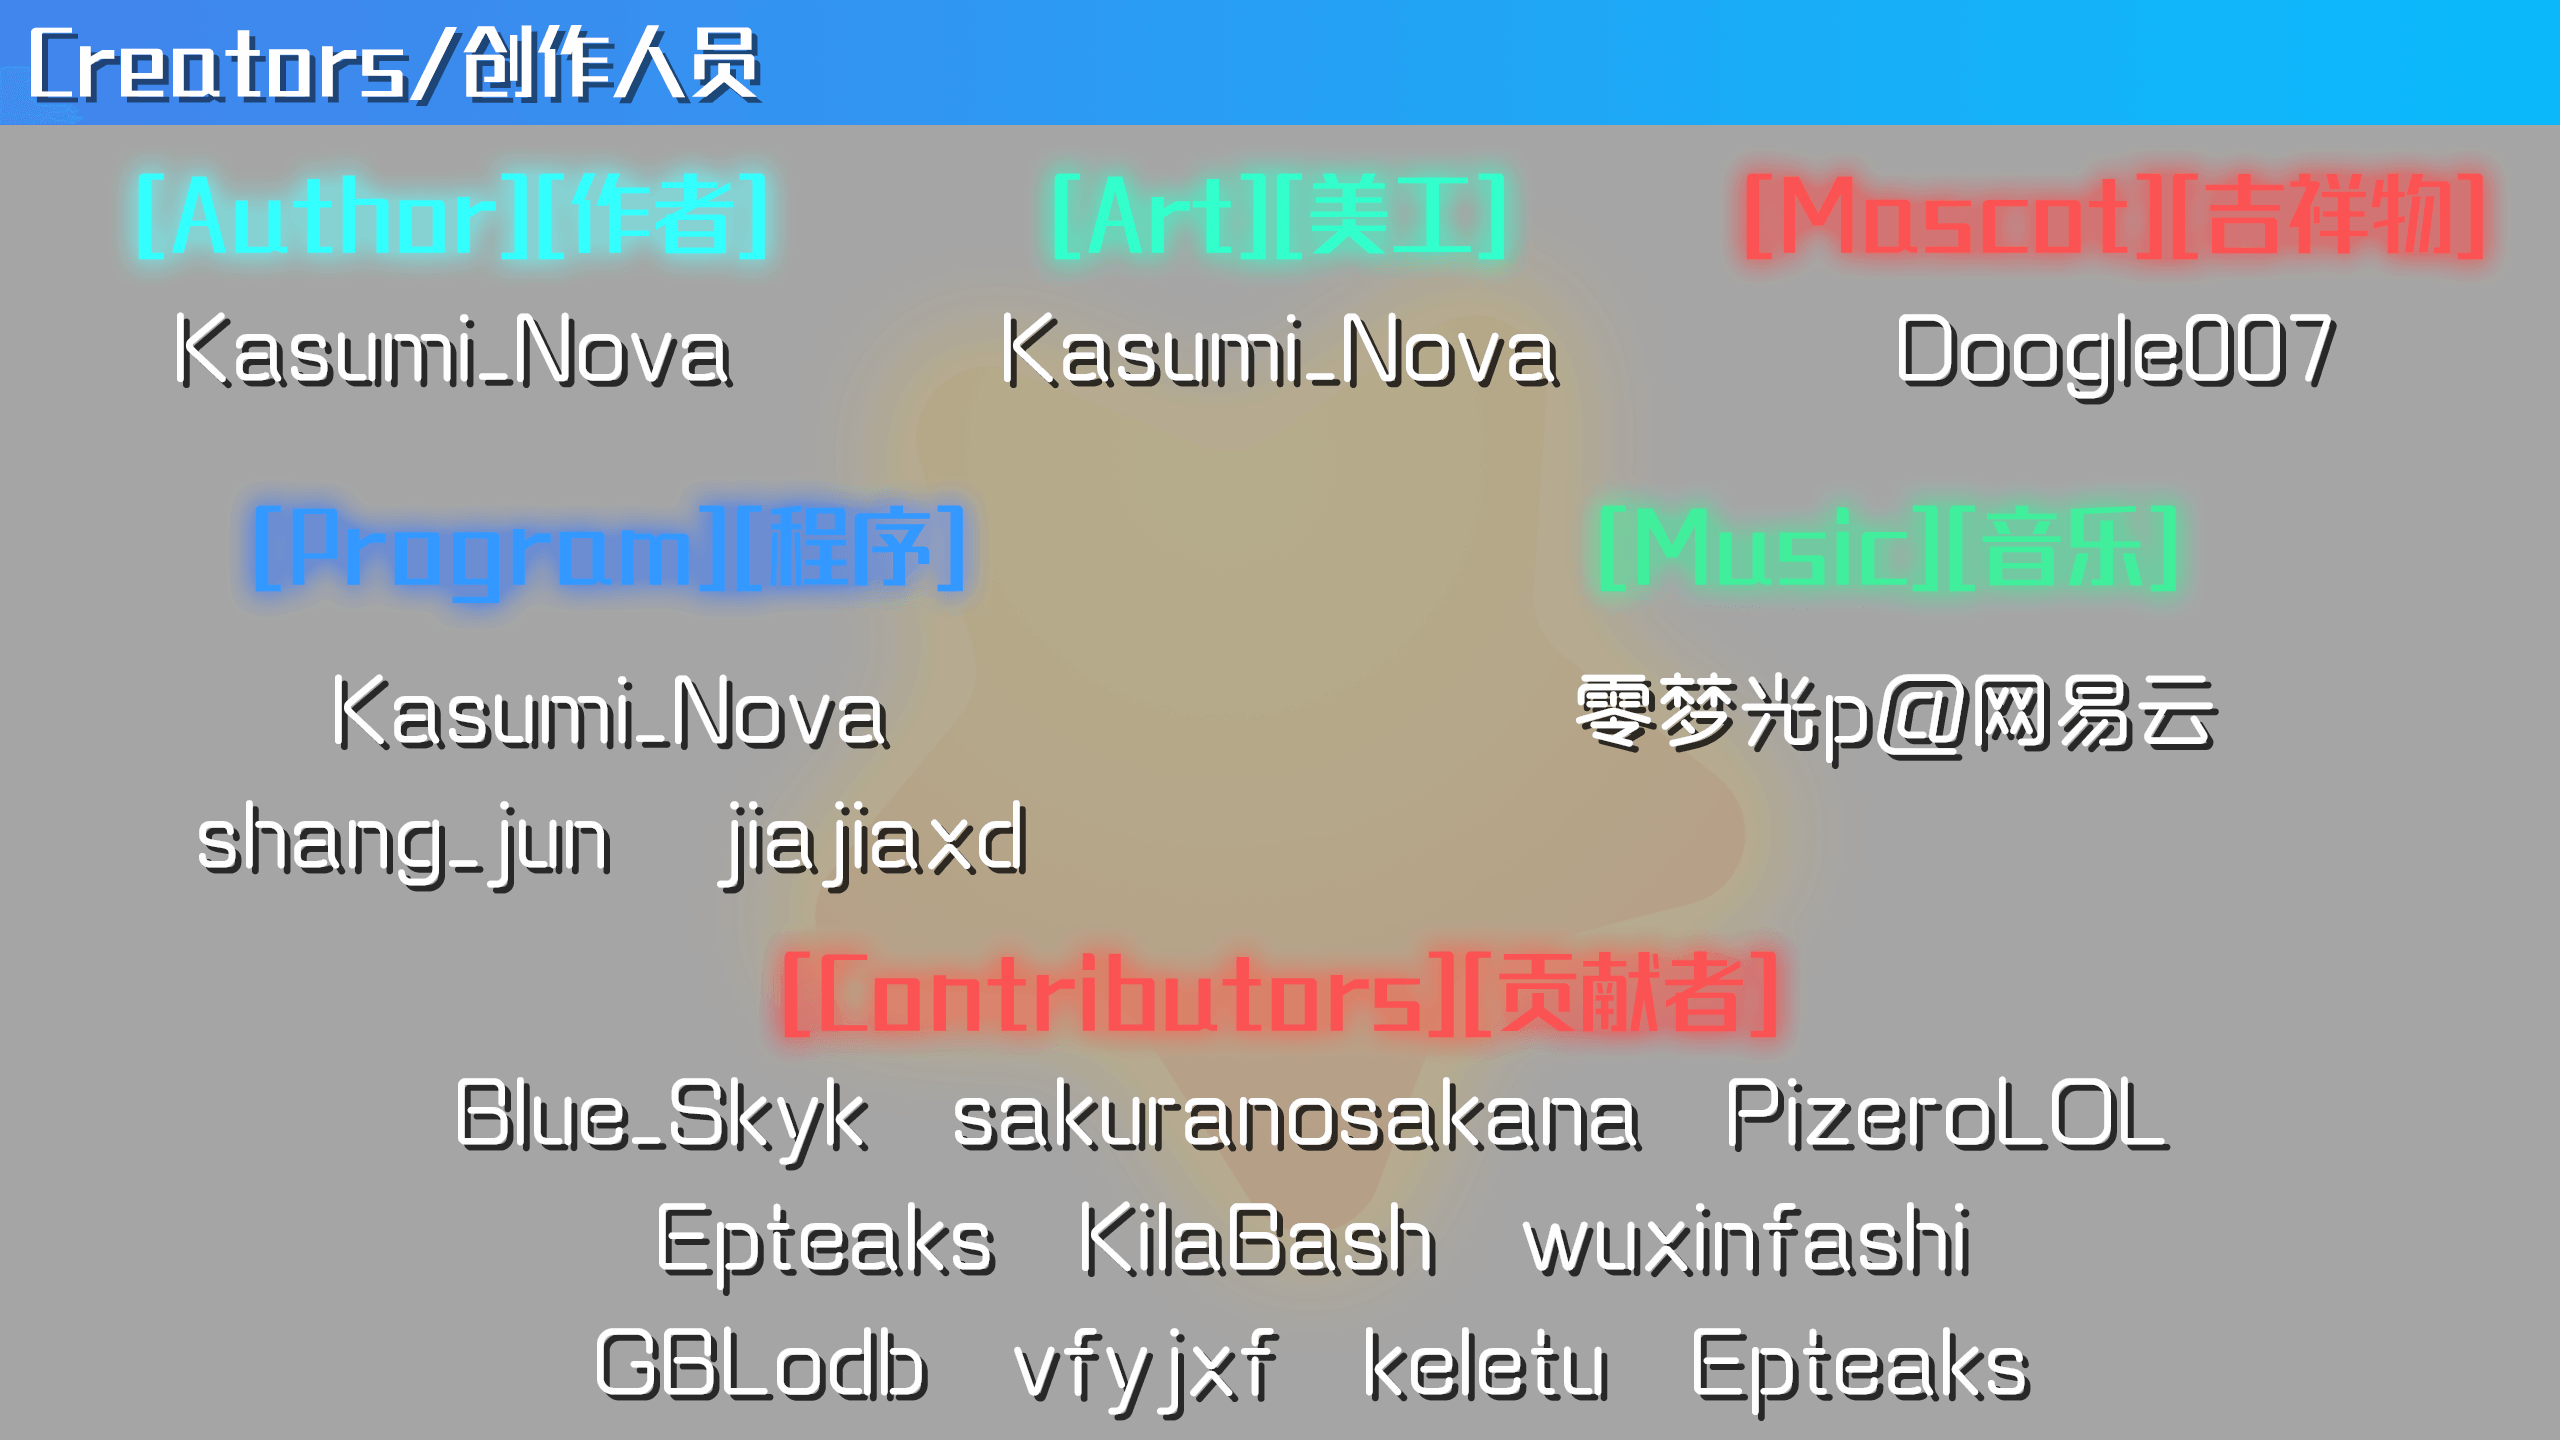 Creators/创作人员
[Author][作者]
Kasumi_Nova
[Art][美工]
Kasumi_Nova
[Mascot][吉祥物]
Doogle007
[Program][程序]
Kasumi_Nova
shang_jun jiajiaxd
[Music][音乐]
零梦光p@网易云
[Contributors][贡献者]
Blue_Skyk sakuranosakana PizeroLOL
Epteaks KilaBash wuxinfashi
GBLodb vfyjxf keletu Epteaks